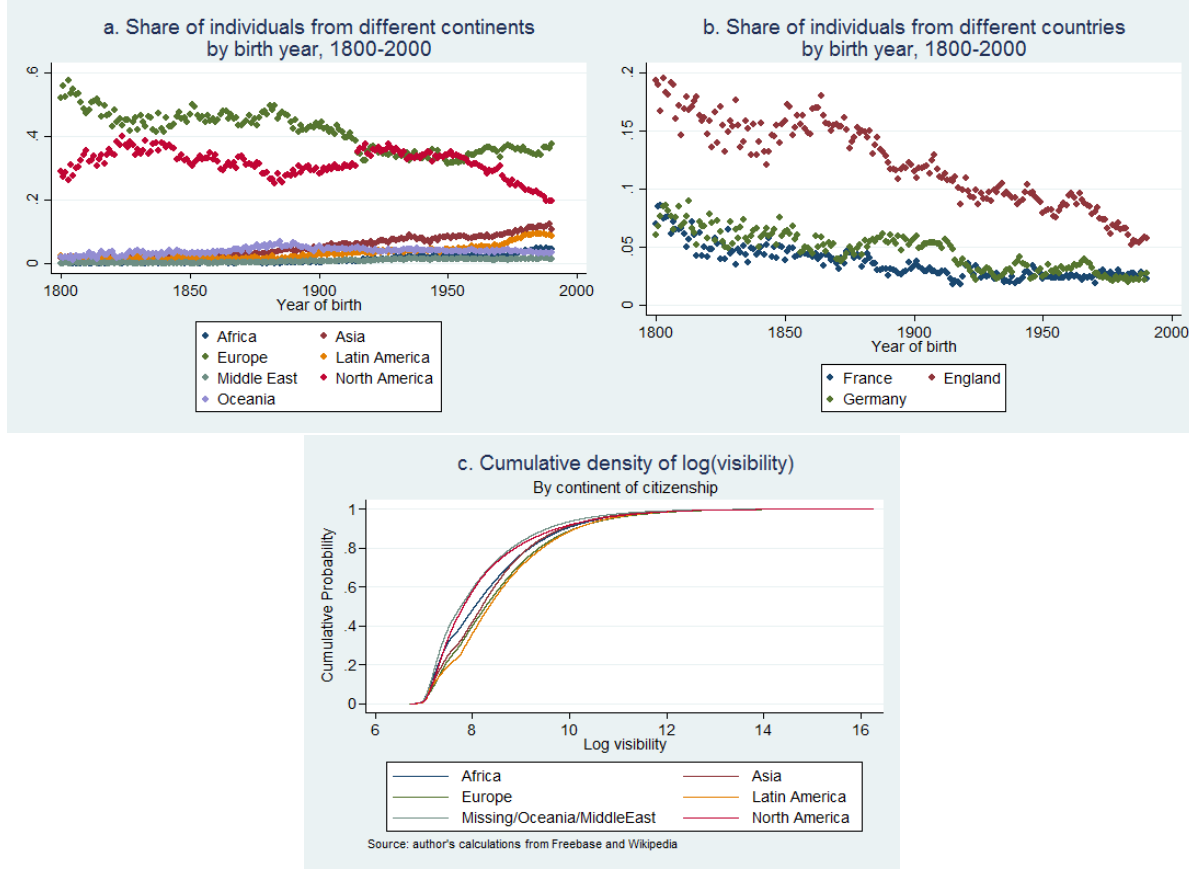 a. Share of individuals from different continents
by birth year, 1800-2000
.6
.4
.2
0
1800 1850 1900 1950 2000
Year of birth
Africa Asia
Europe Latin America
Middle East North America
Oceania
b. Share of individuals from different countries
by birth year, 1800-2000
.2
.15
.1
.05
0
1800 1850 1900 1950 2000
Year of birth
France England
Germany
c. Cumulative density of log(visibility)
By continent of citizenship
Cumulative Probability
1
.8
.6
.4
.2
0
6 8 10 12 14 16
Log visibility
Africa Asia
Europe Latin America
Missing/Oceania/MiddleEast North America
Source: author's calculations from Freebase and Wikipedia